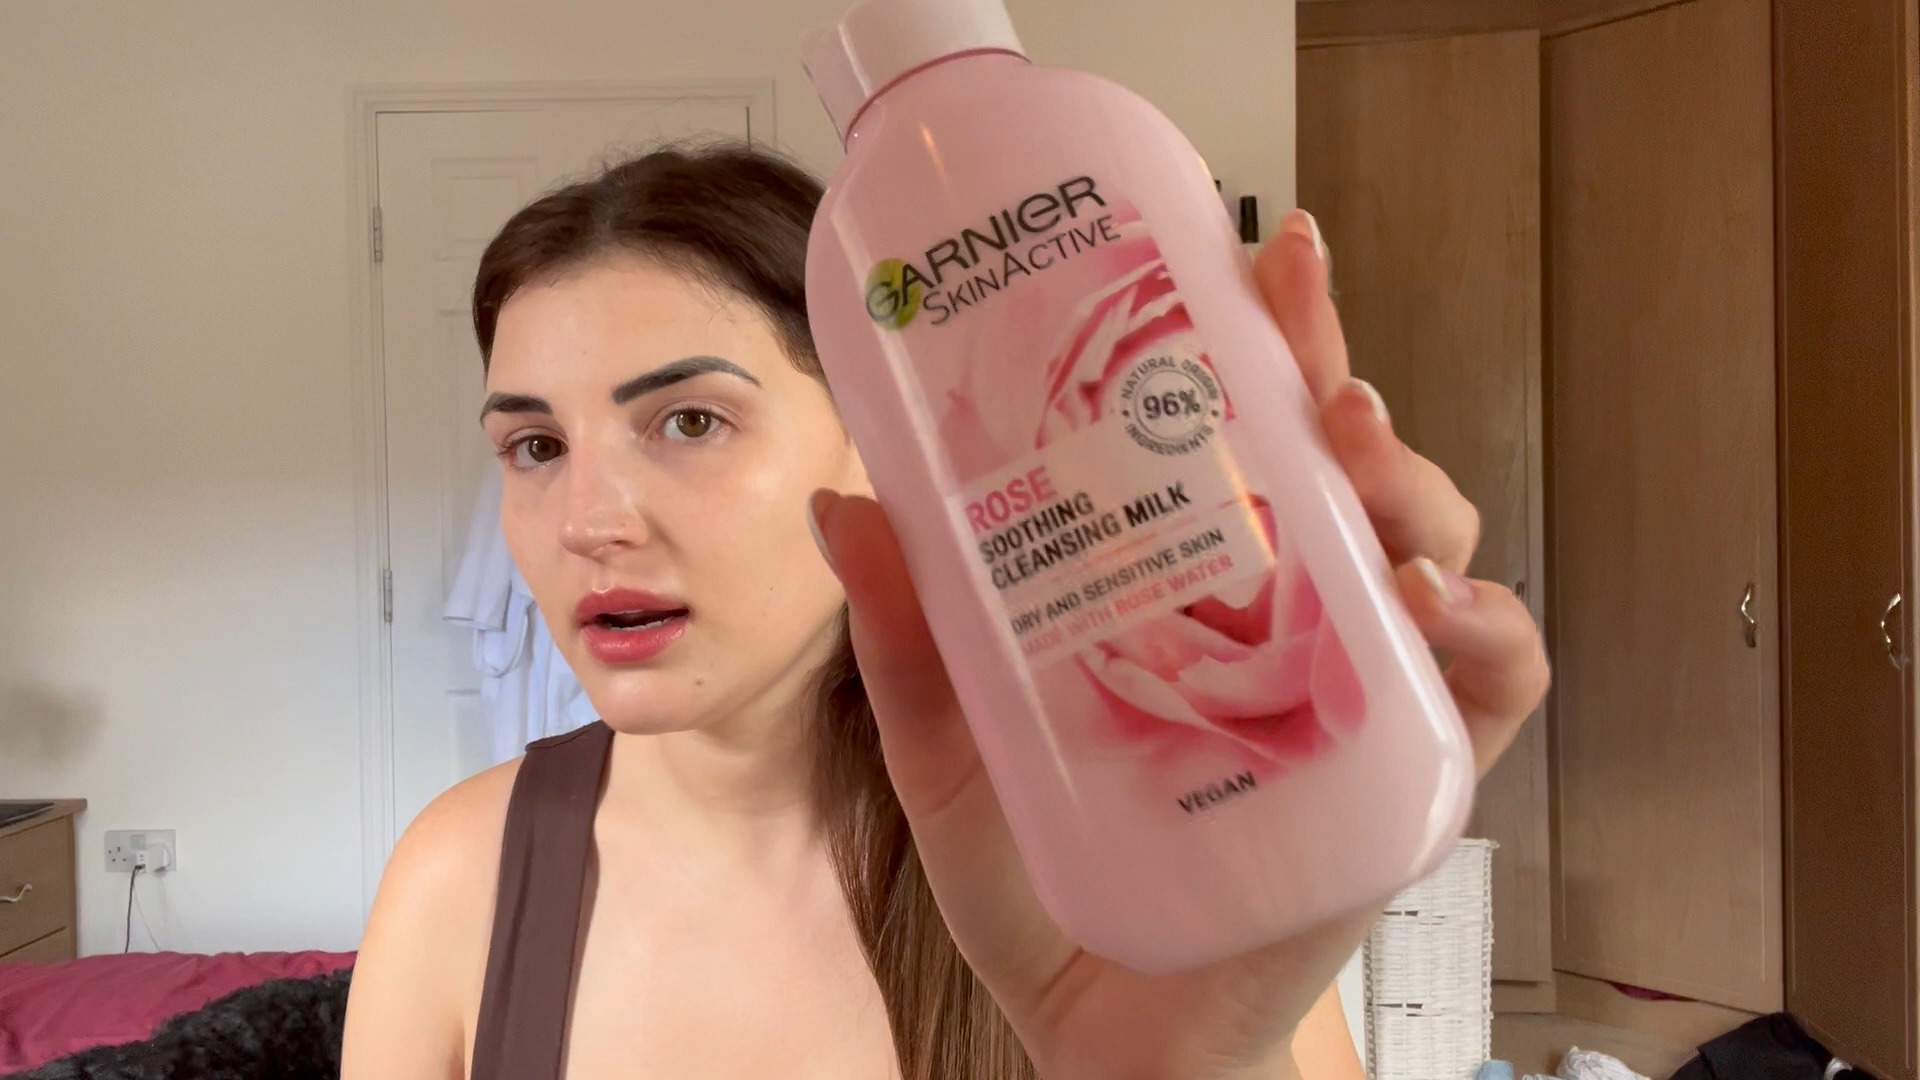 GARNIER
SKINACTIVE
NATURAL ORIGIN
96%
INGREDIENTS
ROSE
SOOTHING
CLEANSING MILK
DRY AND SENSITIVE SKIN
MADE WITH ROSE WATER
VEGAN